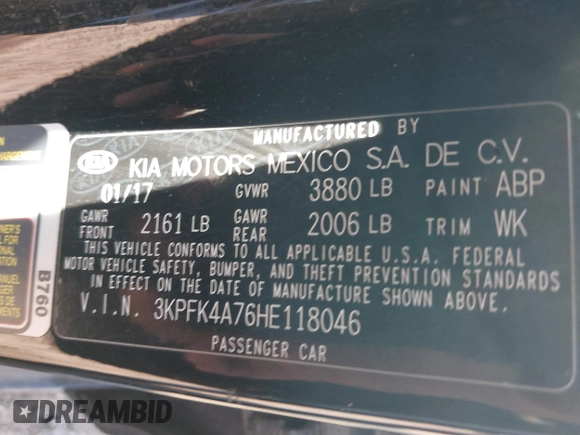 MANUFACTURED BY
KIA KIA MOTORS MEXICO S.A. DE C.V.
01/17 GVWR 3880 LB PAINT ABP
GAWR FRONT 2161 LB GAWR REAR 2006 LB TRIM WK
THIS VEHICLE CONFORMS TO ALL APPLICABLE U.S.A. FEDERAL
MOTOR VEHICLE SAFETY, BUMPER, AND THEFT PREVENTION STANDARDS
IN EFFECT ON THE DATE OF MANUFACTURE SHOWN ABOVE.
V.I.N. 3KPFK4A76HE118046
PASSENGER CAR
B760
DREAMBID